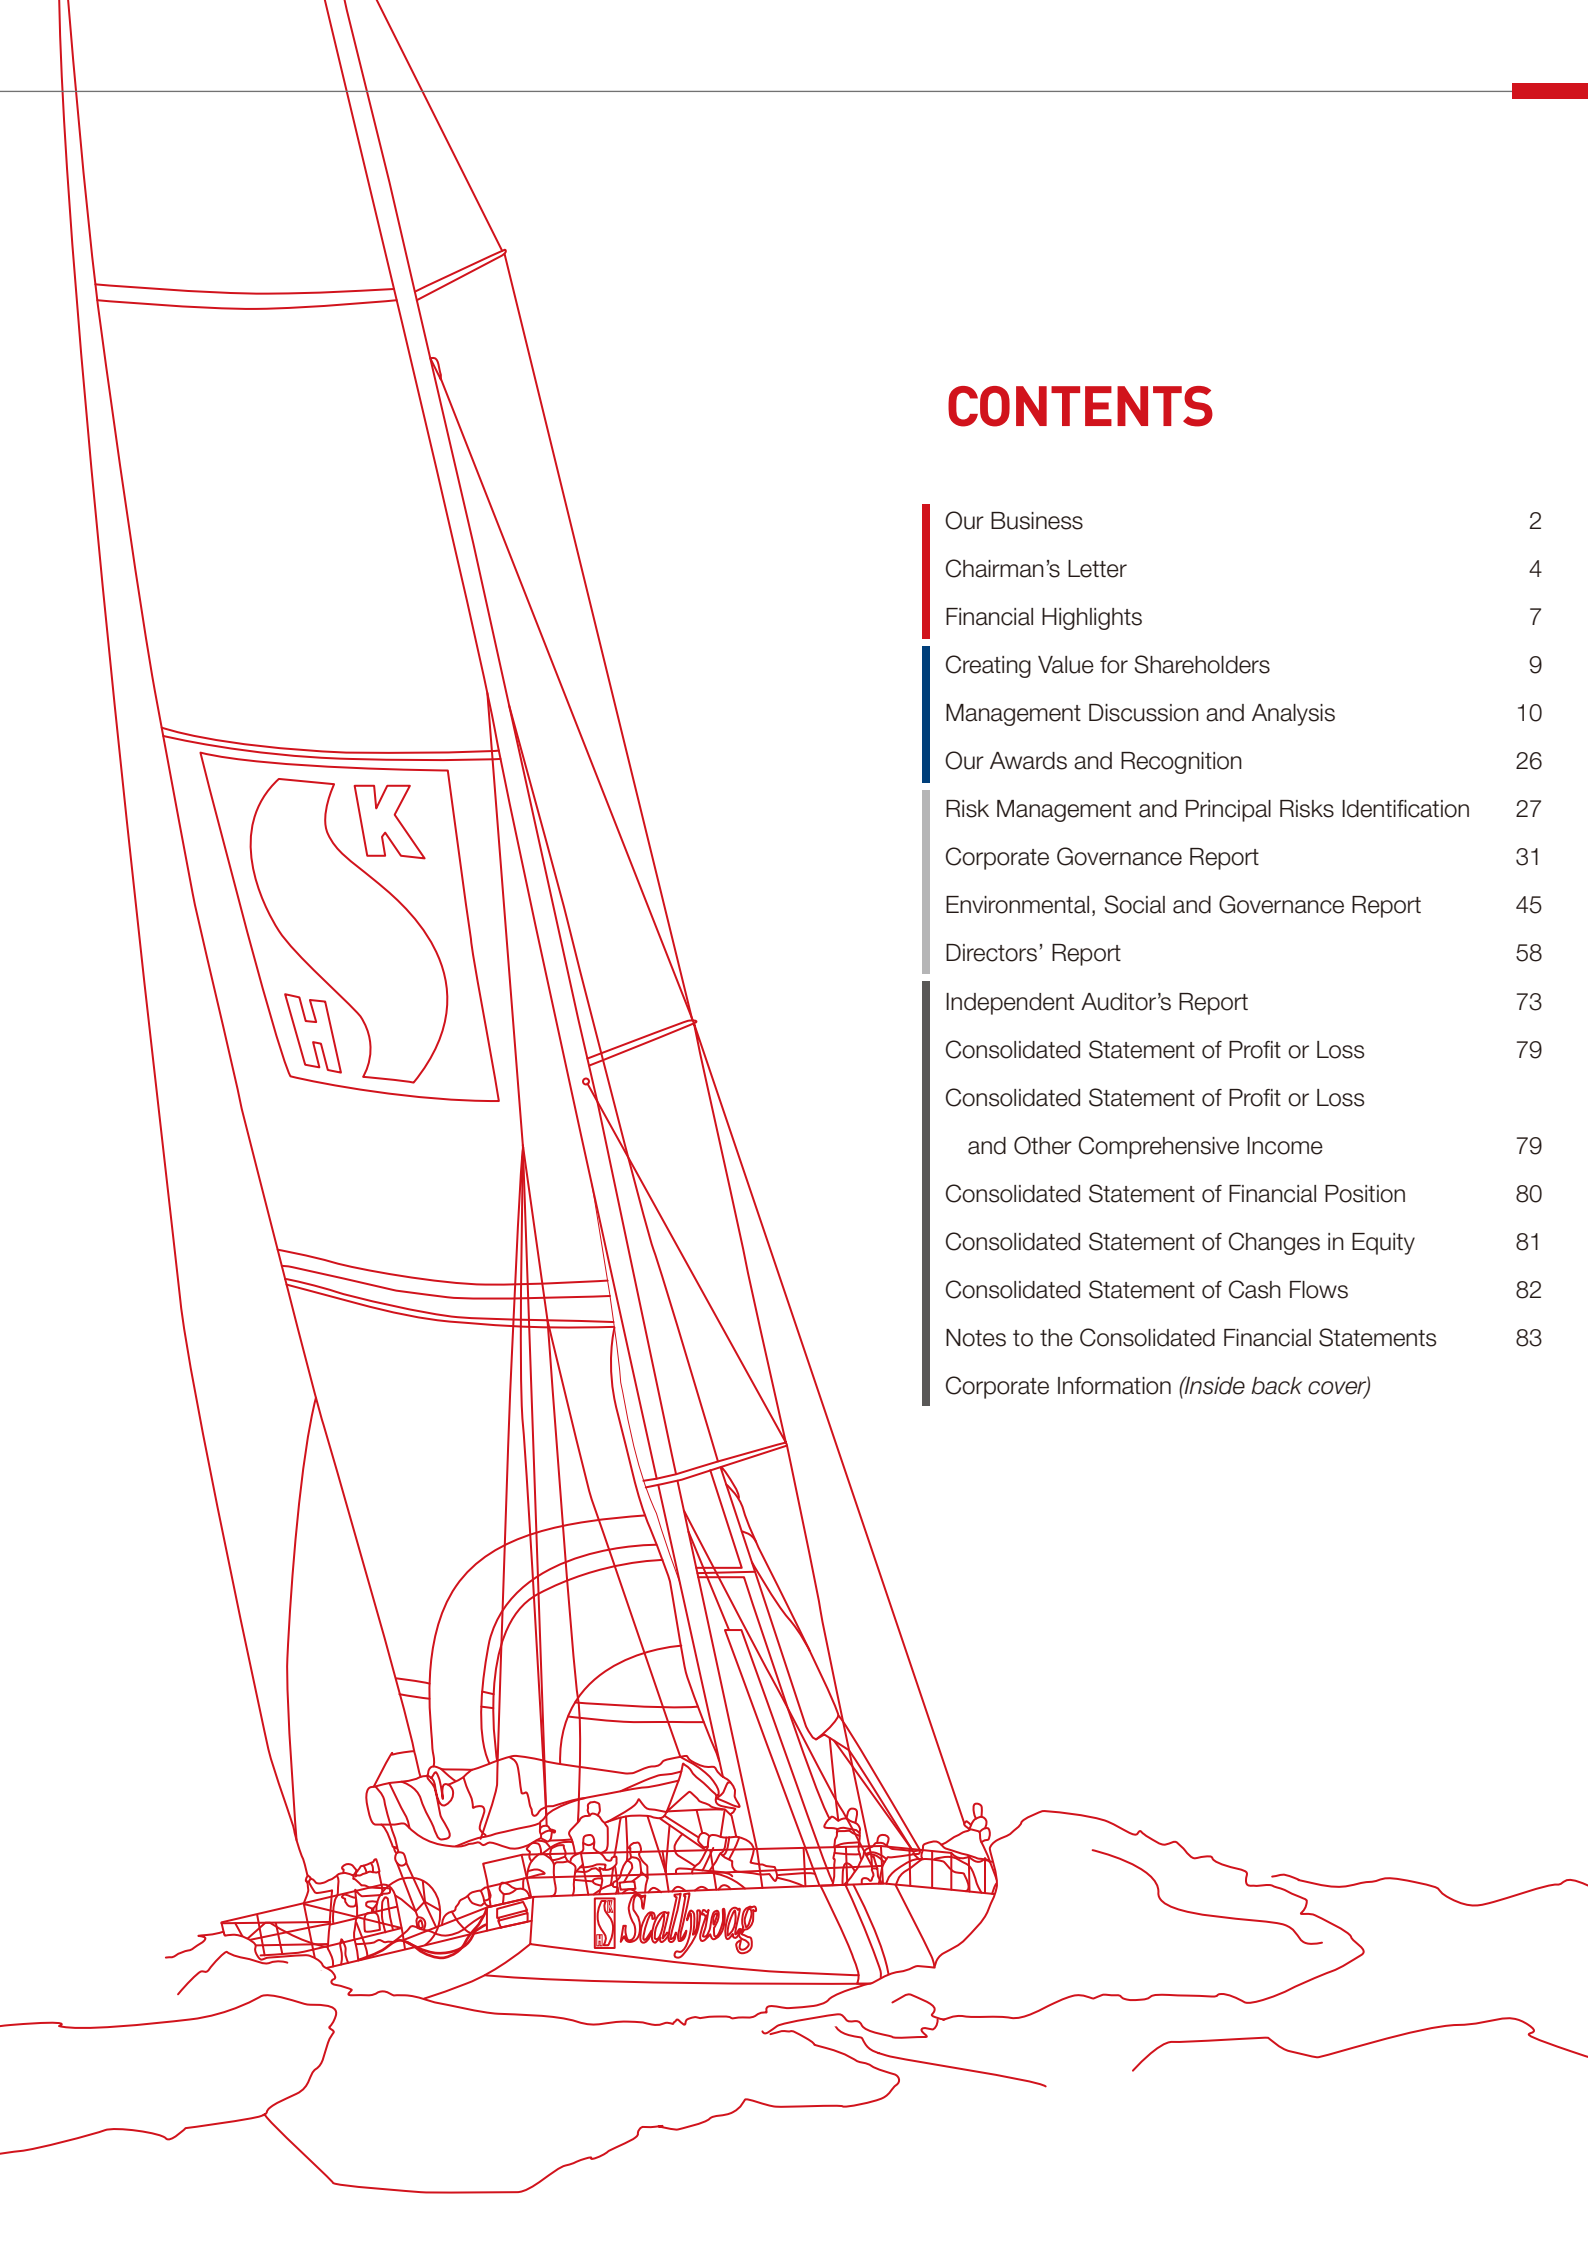 CONTENTS
Our Business 2
Chairman’s Letter 4
Financial Highlights 7
Creating Value for Shareholders 9
Management Discussion and Analysis 10
Our Awards and Recognition 26
Risk Management and Principal Risks Identification 27
Corporate Governance Report 31
Environmental, Social and Governance Report 45
Directors’ Report 58
Independent Auditor’s Report 73
Consolidated Statement of Profit or Loss 79
Consolidated Statement of Profit or Loss
and Other Comprehensive Income 79
Consolidated Statement of Financial Position 80
Consolidated Statement of Changes in Equity 81
Consolidated Statement of Cash Flows 82
Notes to the Consolidated Financial Statements 83
Corporate Information (Inside back cover)
K
S
H
K
S
H
Scallywag